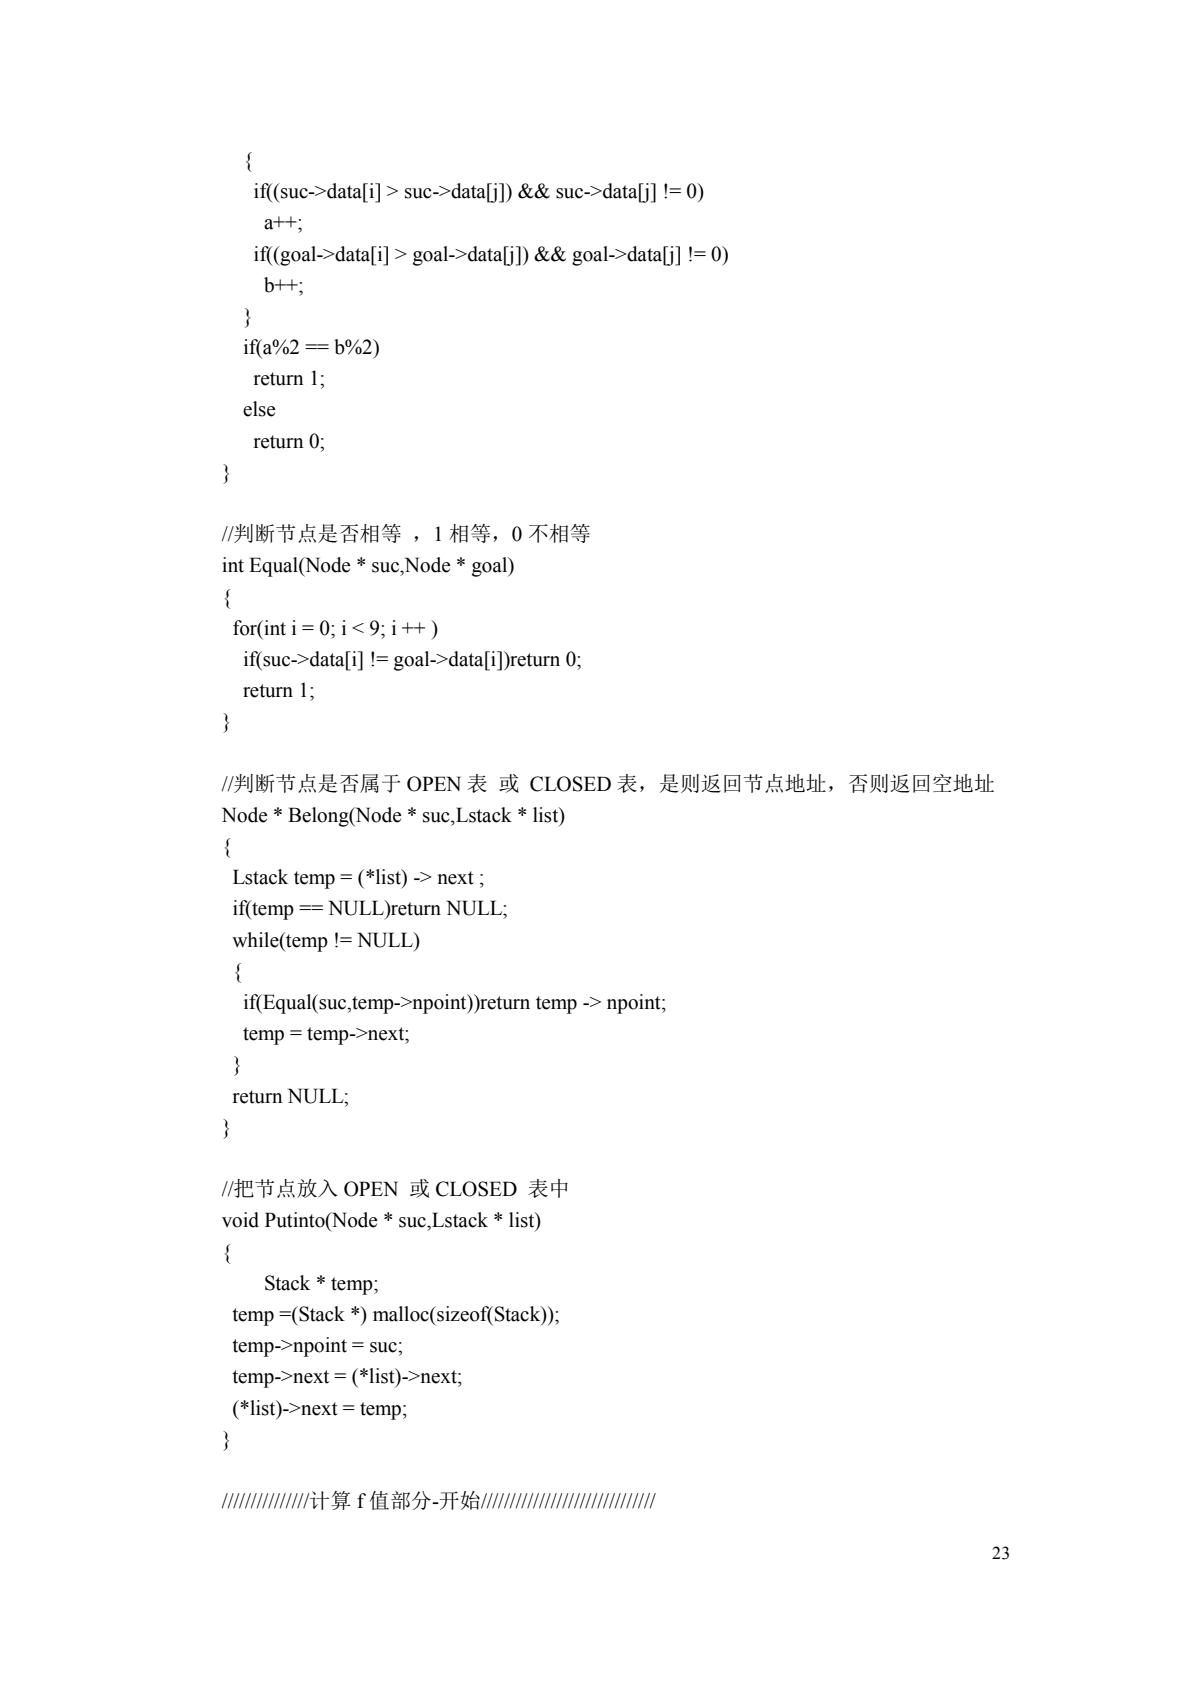 {
if((suc->data[i] > suc->data[j]) && suc->data[j] != 0)
a++;
if((goal->data[i] > goal->data[j]) && goal->data[j] != 0)
b++;
}
if(a%2 == b%2)
return 1;
else
return 0;
}
//判断节点是否相等 ，1 相等，0 不相等
int Equal(Node * suc,Node * goal)
{
for(int i = 0; i < 9; i ++ )
if(suc->data[i] != goal->data[i])return 0;
return 1;
}
//判断节点是否属于 OPEN 表 或 CLOSED 表，是则返回节点地址，否则返回空地址
Node * Belong(Node * suc,Lstack * list)
{
Lstack temp = (*list) -> next ;
if(temp == NULL)return NULL;
while(temp != NULL)
{
if(Equal(suc,temp->npoint))return temp -> npoint;
temp = temp->next;
}
return NULL;
}
//把节点放入 OPEN 或 CLOSED 表中
void Putinto(Node * suc,Lstack * list)
{
Stack * temp;
temp =(Stack *) malloc(sizeof(Stack));
temp->npoint = suc;
temp->next = (*list)->next;
(*list)->next = temp;
}
///////////////计算 f 值部分-开始//////////////////////////////
23